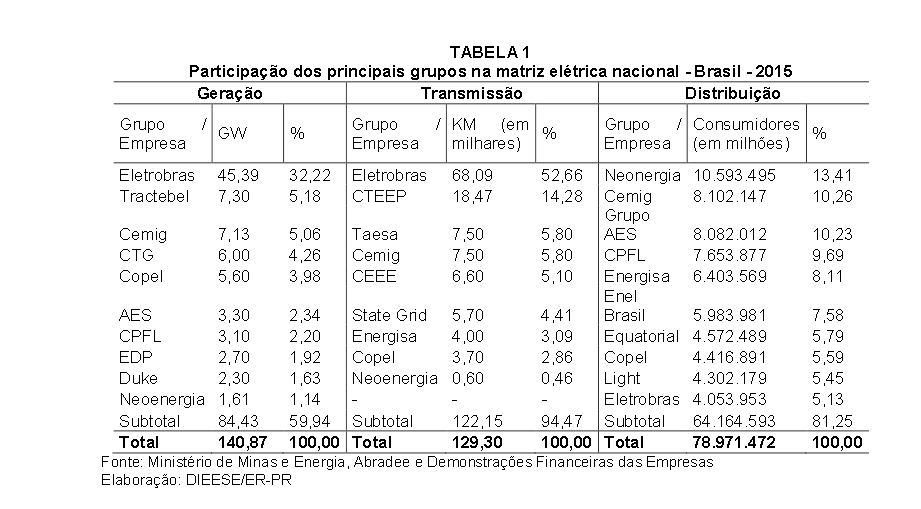 TABELA 1
Participação dos principais grupos na matriz elétrica nacional - Brasil - 2015
Geração Transmissão Distribuição
Grupo / Empresa GW % Grupo / Empresa KM (em milhares) % Grupo / Empresa Consumidores (em milhões) %
Eletrobras 45,39 32,22 Eletrobras 68,09 52,66 Neonergia 10.593.495 13,41
Tractebel 7,30 5,18 CTEEP 18,47 14,28 Cemig Grupo 8.102.147 10,26
Cemig 7,13 5,06 Taesa 7,50 5,80 AES 8.082.012 10,23
CTG 6,00 4,26 Cemig 7,50 5,80 CPFL 7.653.877 9,69
Copel 5,60 3,98 CEEE 6,60 5,10 Energisa 6.403.569 8,11
Enel
AES 3,30 2,34 State Grid 5,70 4,41 Brasil 5.983.981 7,58
CPFL 3,10 2,20 Energisa 4,00 3,09 Equatorial 4.572.489 5,79
EDP 2,70 1,92 Copel 3,70 2,86 Copel 4.416.891 5,59
Duke 2,30 1,63 Neoenergia 0,60 0,46 Light 4.302.179 5,45
Neoenergia 1,61 1,14 - - - Eletrobras 4.053.953 5,13
Subtotal 84,43 59,94 Subtotal 122,15 94,47 Subtotal 64.164.593 81,25
Total 140,87 100,00 Total 129,30 100,00 Total 78.971.472 100,00
Fonte: Ministério de Minas e Energia, Abradee e Demonstrações Financeiras das Empresas
Elaboração: DIEESE/ER-PR